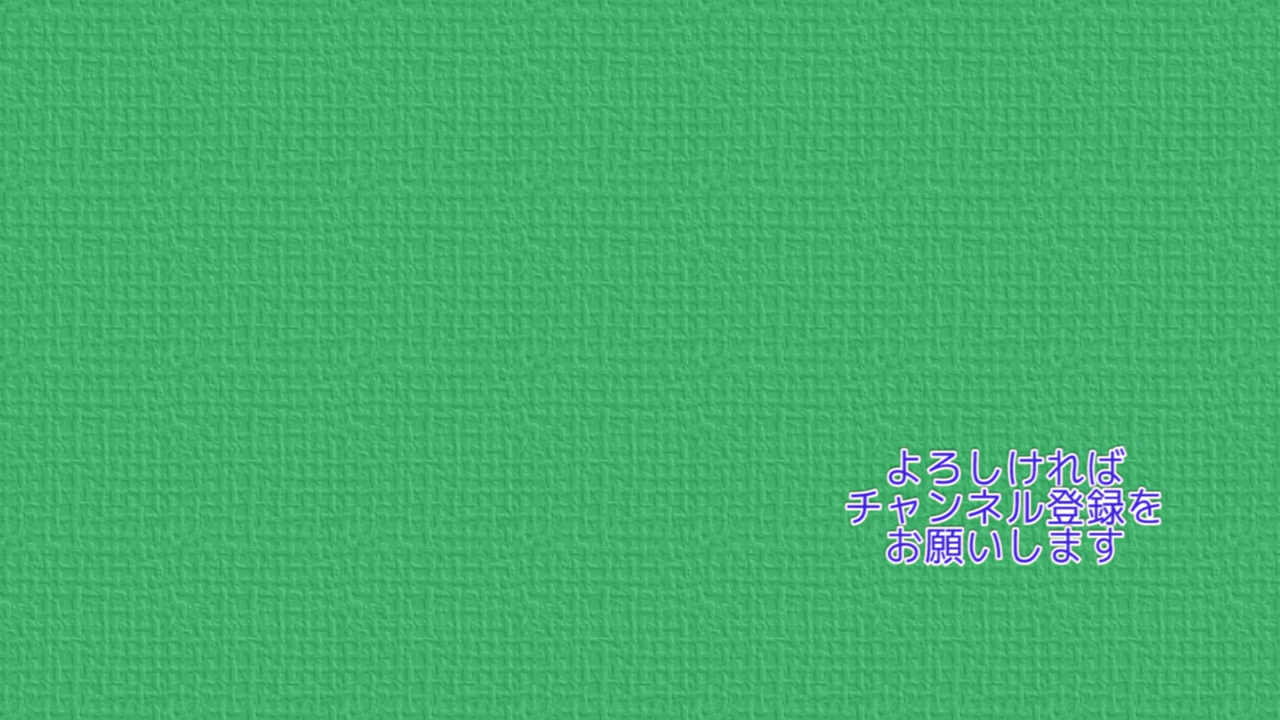 よろしければ
チャンネル登録を
お願いします